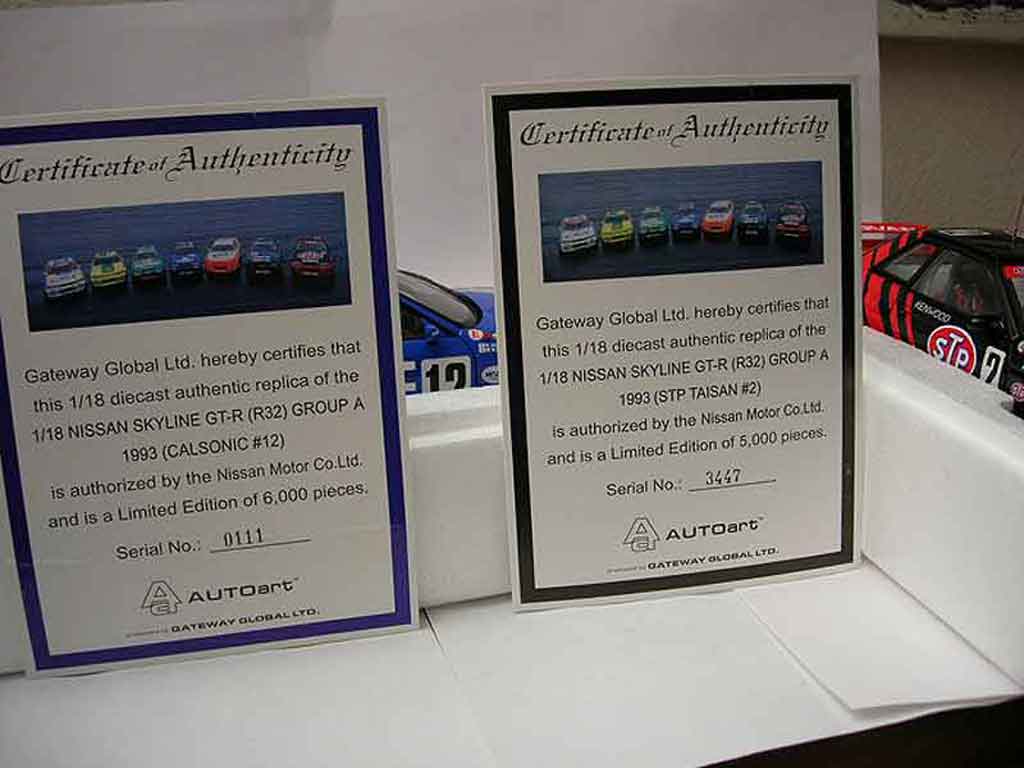 Certificate of Authenticity
Gateway Global Ltd. hereby certifies that
this 1/18 diecast authentic replica of the
1/18 NISSAN SKYLINE GT-R (R32) GROUP A
1993 (CALSONIC #12)
is authorized by the Nissan Motor Co.Ltd.
and is a Limited Edition of 6,000 pieces.
Serial No.: 0111
AUTOart™
GATEWAY GLOBAL LTD.
12
Certificate of Authenticity
Gateway Global Ltd. hereby certifies that
this 1/18 diecast authentic replica of the
1/18 NISSAN SKYLINE GT-R (R32) GROUP A
1993 (STP TAISAN #2)
is authorized by the Nissan Motor Co.Ltd.
and is a Limited Edition of 5,000 pieces.
Serial No.: 3447
AUTOart™
GATEWAY GLOBAL LTD.
KENWOOD
STP
2